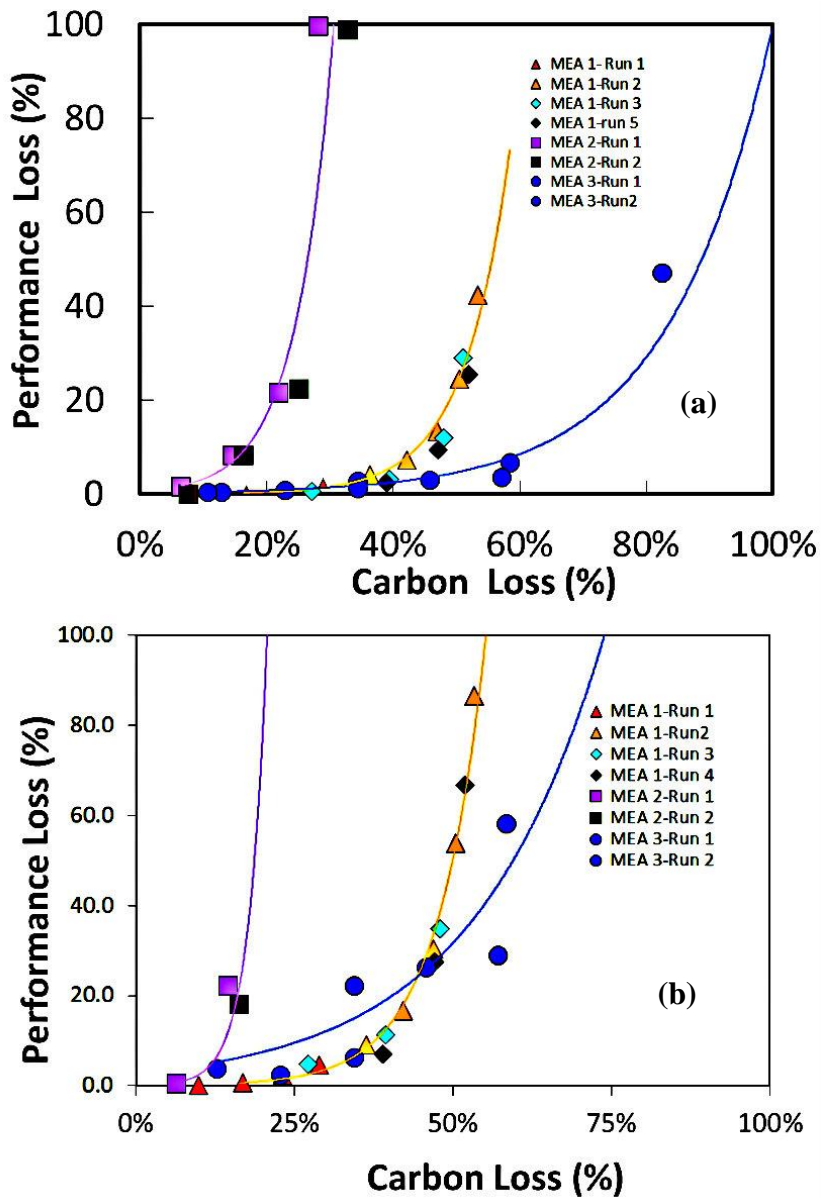 100
80
60
40
20
0
Performance Loss (%)
MEA 1- Run 1
MEA 1-Run 2
MEA 1-Run 3
MEA 1-run 5
MEA 2-Run 1
MEA 2-Run 2
MEA 3-Run 1
MEA 3-Run2
(a)
0% 20% 40% 60% 80% 100%
Carbon Loss (%)
100.0
80.0
60.0
40.0
20.0
0.0
Performance Loss (%)
MEA 1-Run 1
MEA 1-Run2
MEA 1-Run 3
MEA 1-Run 4
MEA 2-Run 1
MEA 2-Run 2
MEA 3-Run 1
MEA 3-Run 2
(b)
0% 25% 50% 75% 100%
Carbon Loss (%)